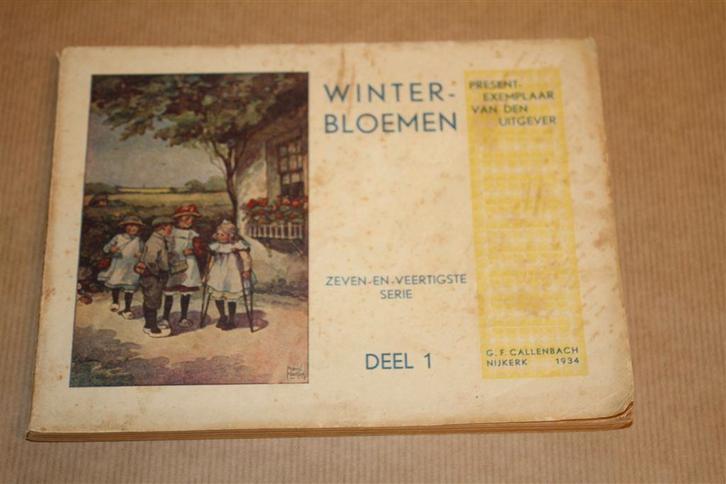 WINTER-
BLOEMEN
PRESENT-
EXEMPLAAR
VAN DEN
UITGEVER
ZEVEN-EN-VEERTIGSTE
SERIE
DEEL 1
G. F. CALLENBACH
NIJKERK 1934